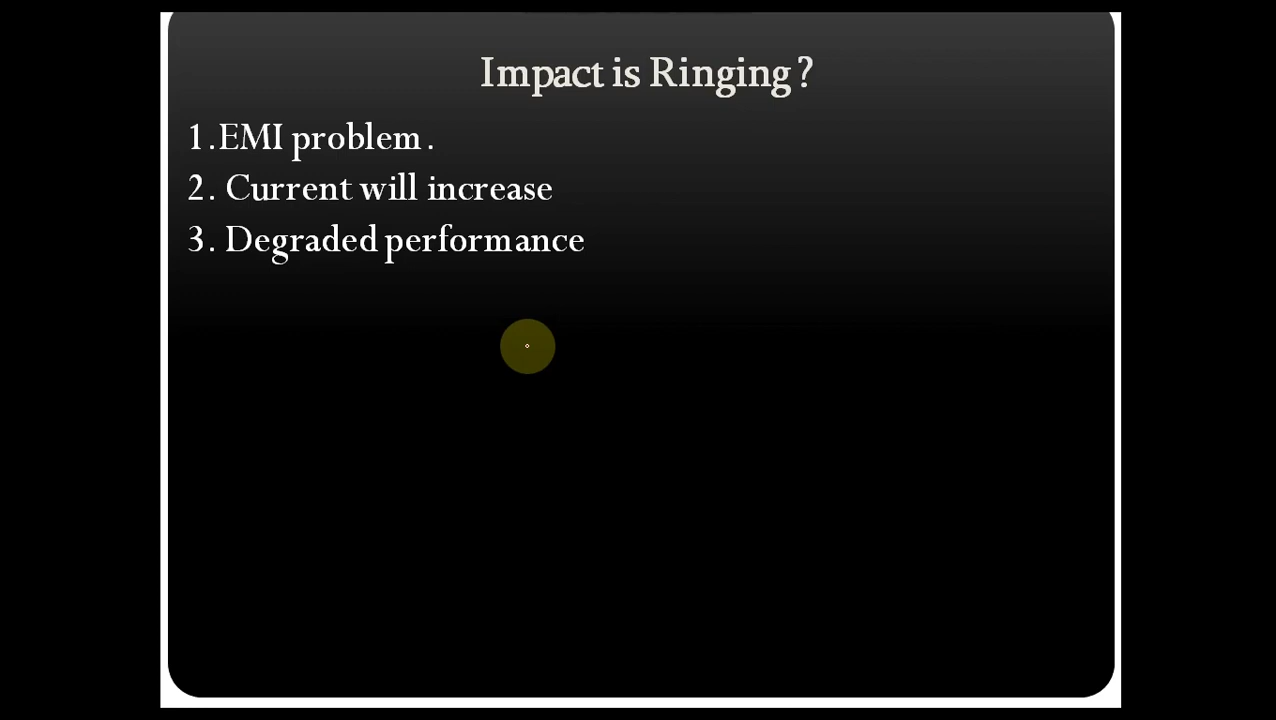 Impact is Ringing ?
1.EMI problem .
2. Current will increase
3. Degraded performance